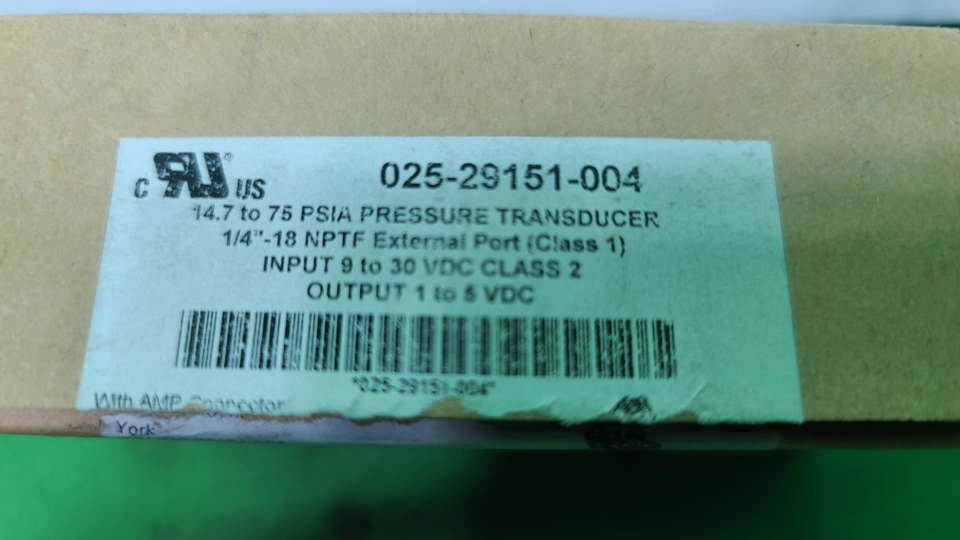 c RU® US
025-29151-004
14.7 to 75 PSIA PRESSURE TRANSDUCER
1/4"-18 NPTF External Port (Class 1)
INPUT 9 to 30 VDC CLASS 2
OUTPUT 1 to 5 VDC
*025-29151-004*
With AMP Connector
York